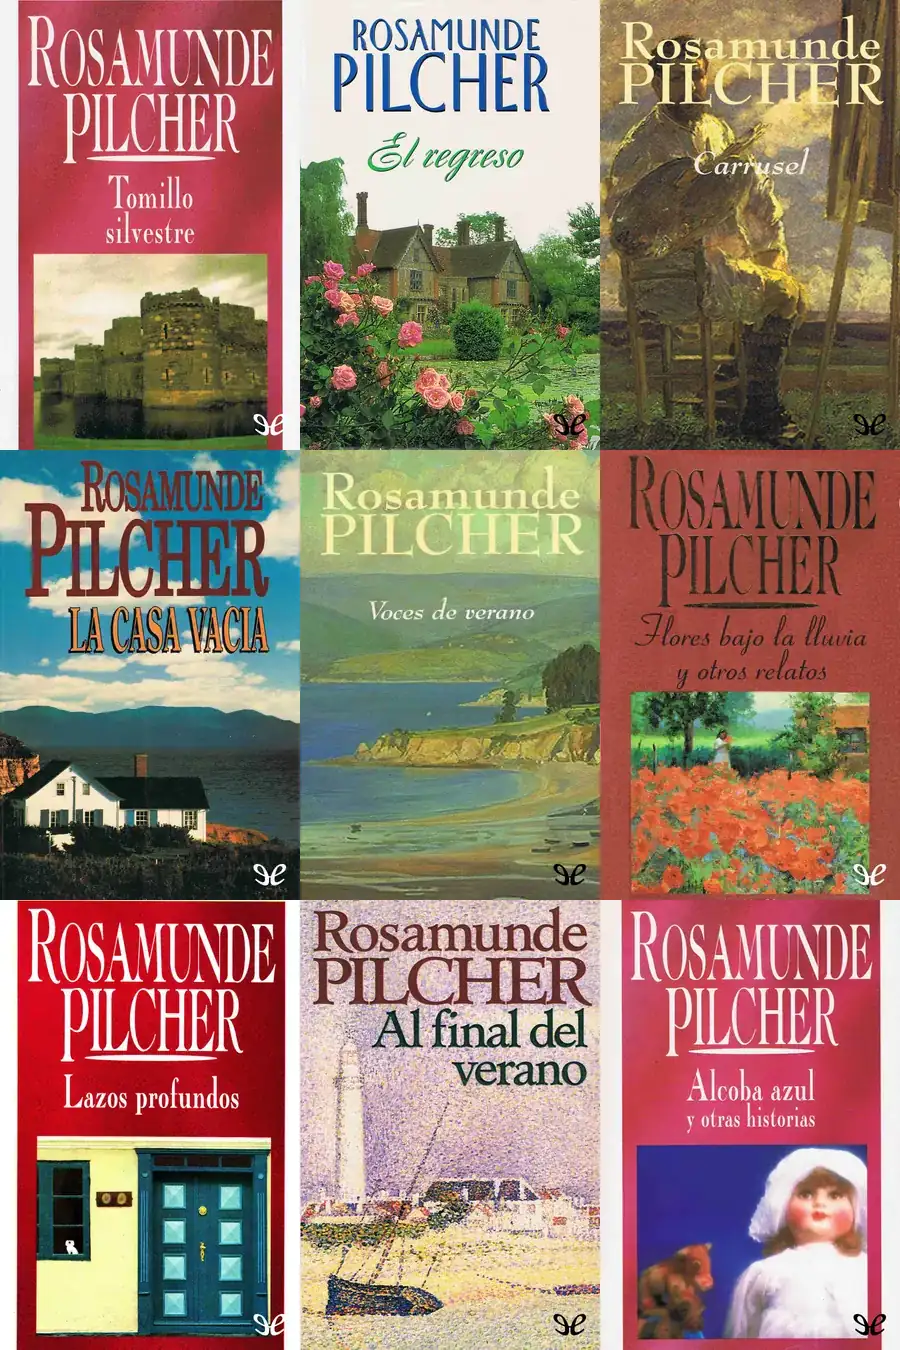 ROSAMUNDE
PILCHER
Tomillo
silvestre
ROSAMUNDE
PILCHER
El regreso
Rosamunde
PILCHER
Carrusel
ROSAMUNDE
PILCHER
LA CASA VACIA
Rosamunde
PILCHER
Voces de verano
ROSAMUNDE
PILCHER
Flores bajo la lluvia
y otros relatos
ROSAMUNDE
PILCHER
Lazos profundos
Rosamunde
PILCHER
Al final del
verano
ROSAMUNDE
PILCHER
Alcoba azul
y otras historias